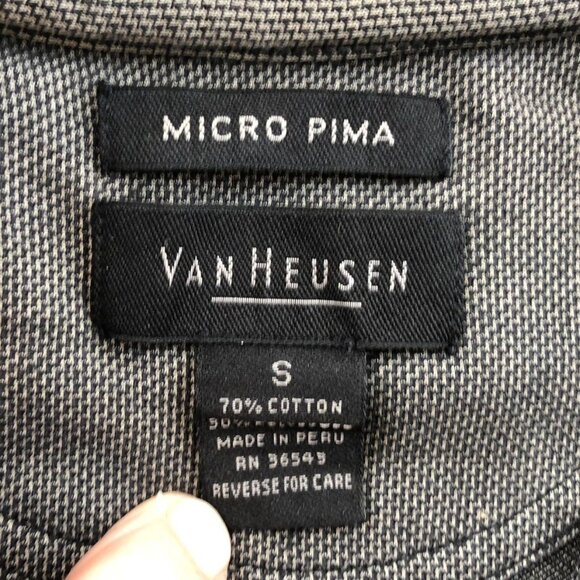 MICRO PIMA
VAN HEUSEN
S
70% COTTON
MADE IN PERU
RN 36543
REVERSE FOR CARE